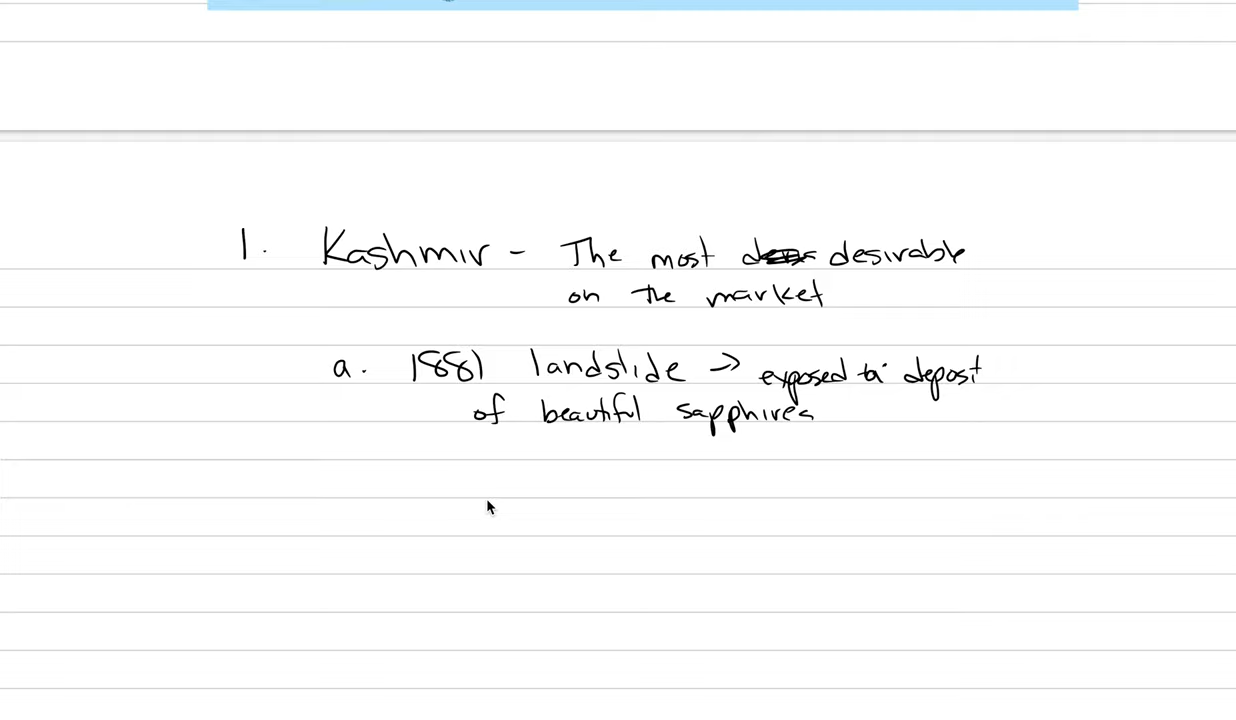 1. Kashmir - The most desirable
on the market
a. 1881 landslide -> exposed a deposit
of beautiful sapphires